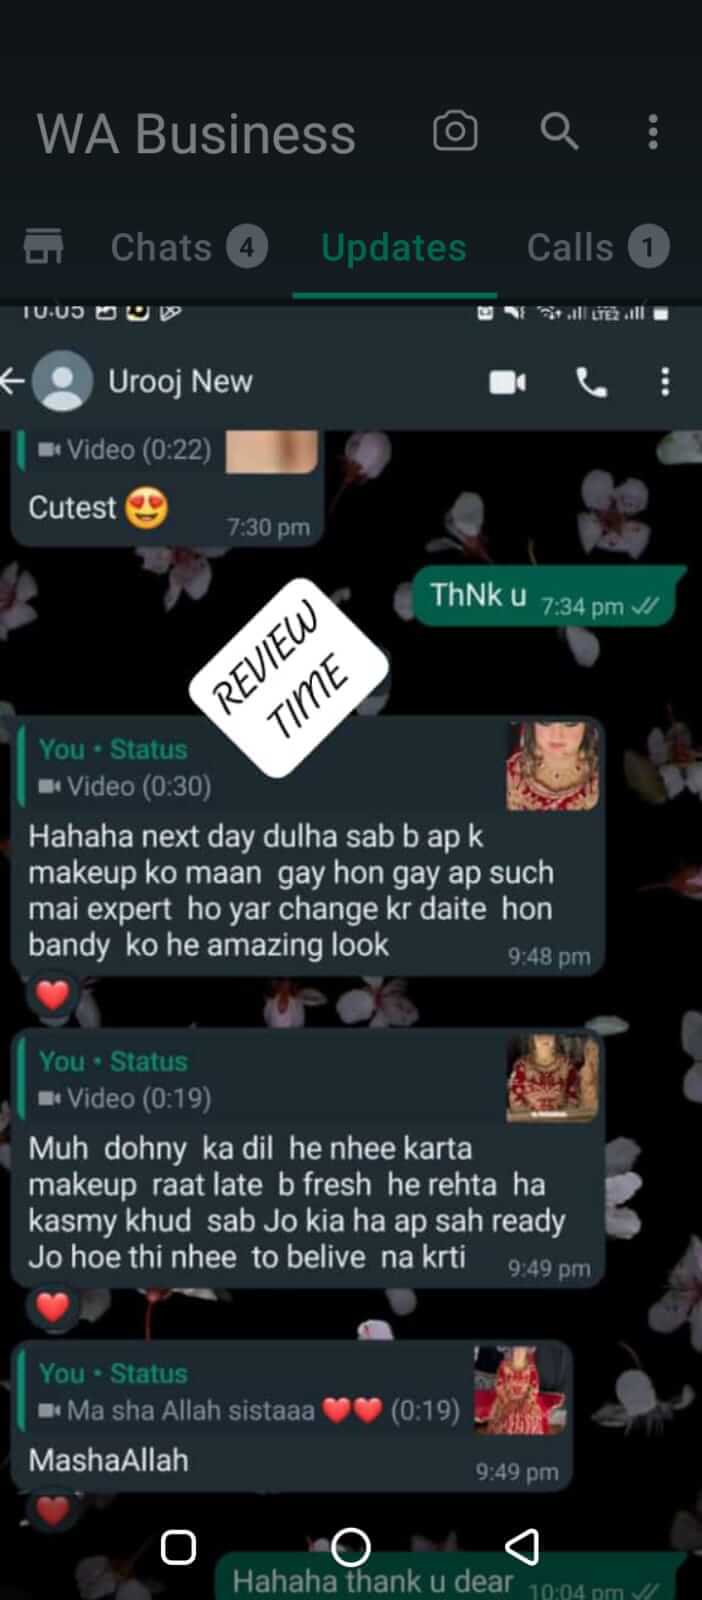 WA Business
Chats 4 Updates Calls 1
10:05 LTE2
Urooj New
Video (0:22)
Cutest 😍
7:30 pm
ThNk u 7:34 pm
REVIEW
TIME
You • Status
Video (0:30)
Hahaha next day dulha sab b ap k
makeup ko maan gay hon gay ap such
mai expert ho yar change kr daite hon
bandy ko he amazing look
9:48 pm
❤️
You • Status
Video (0:19)
Muh dohny ka dil he nhee karta
makeup raat late b fresh he rehta ha
kasmy khud sab Jo kia ha ap sah ready
Jo hoe thi nhee to belive na krti
9:49 pm
❤️
You • Status
Ma sha Allah sistaaa ❤️❤️ (0:19)
MashaAllah
9:49 pm
❤️
Hahaha thank u dear 10:04 pm